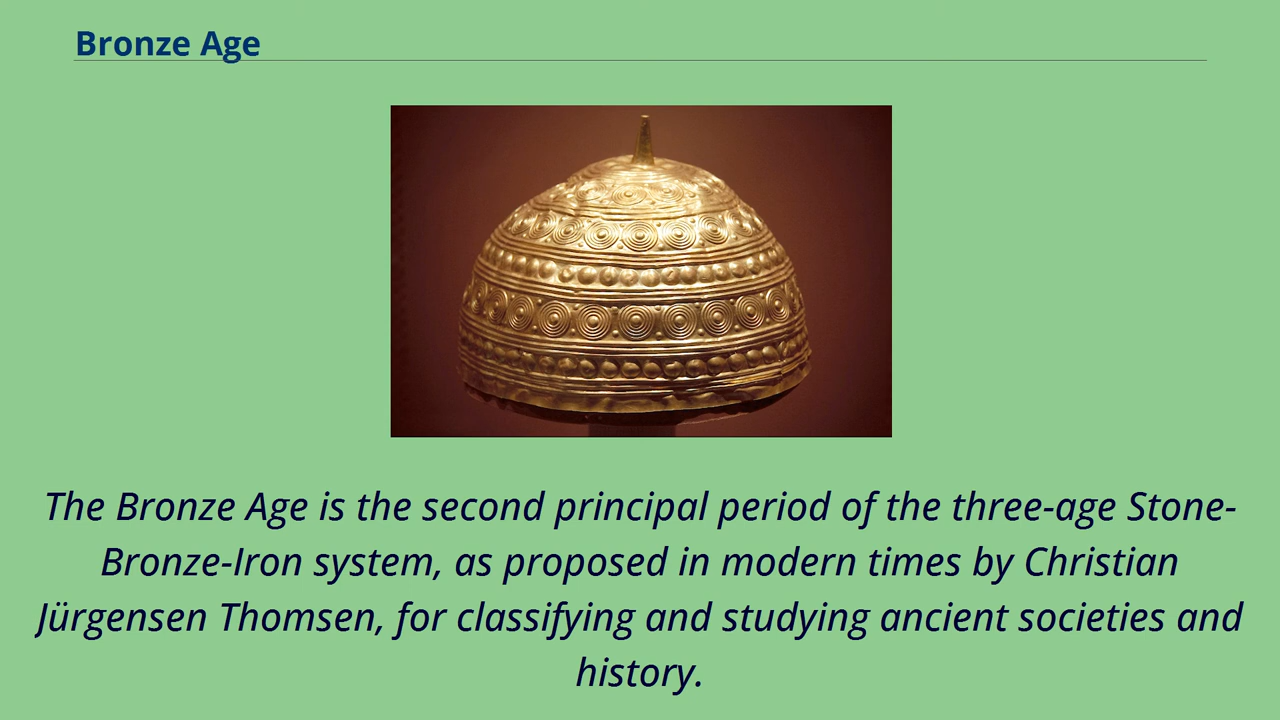 Bronze Age
The Bronze Age is the second principal period of the three-age Stone-
Bronze-Iron system, as proposed in modern times by Christian
Jürgensen Thomsen, for classifying and studying ancient societies and
history.